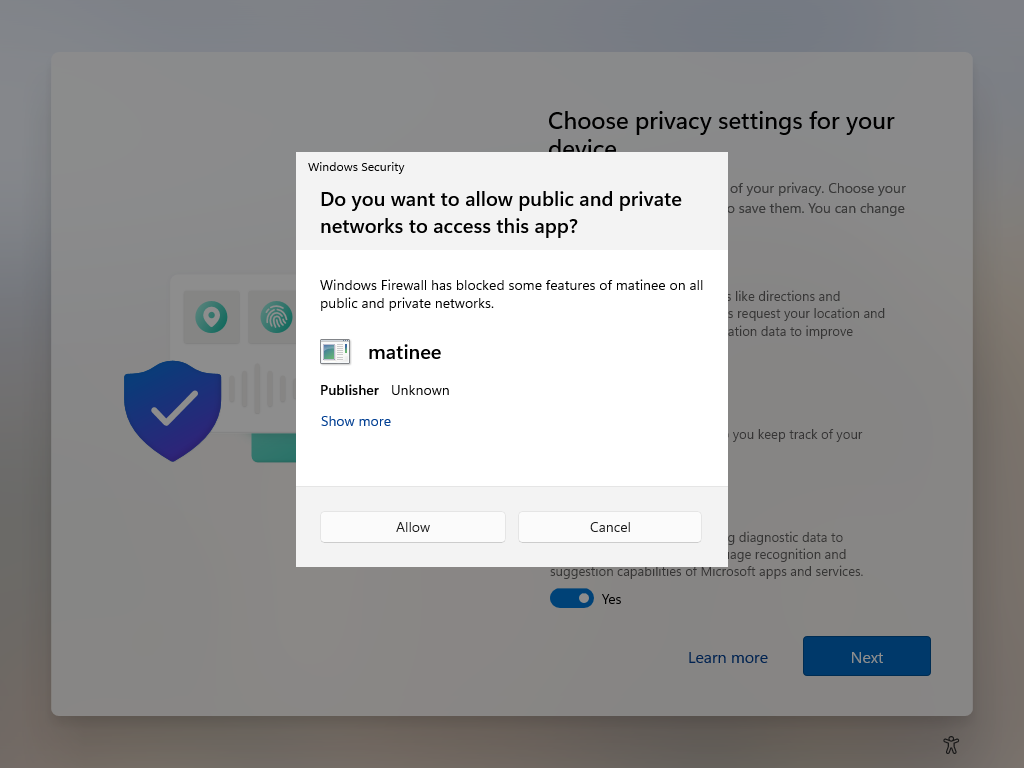 Choose privacy settings for your
device
of your privacy. Choose your
o save them. You can change
Windows Security
Do you want to allow public and private
networks to access this app?
Windows Firewall has blocked some features of matinee on all
public and private networks.
matinee
Publisher Unknown
Show more
Allow
Cancel
s like directions and
s request your location and
ation data to improve
you keep track of your
g diagnostic data to
age recognition and
suggestion capabilities of Microsoft apps and services.
Yes
Learn more
Next